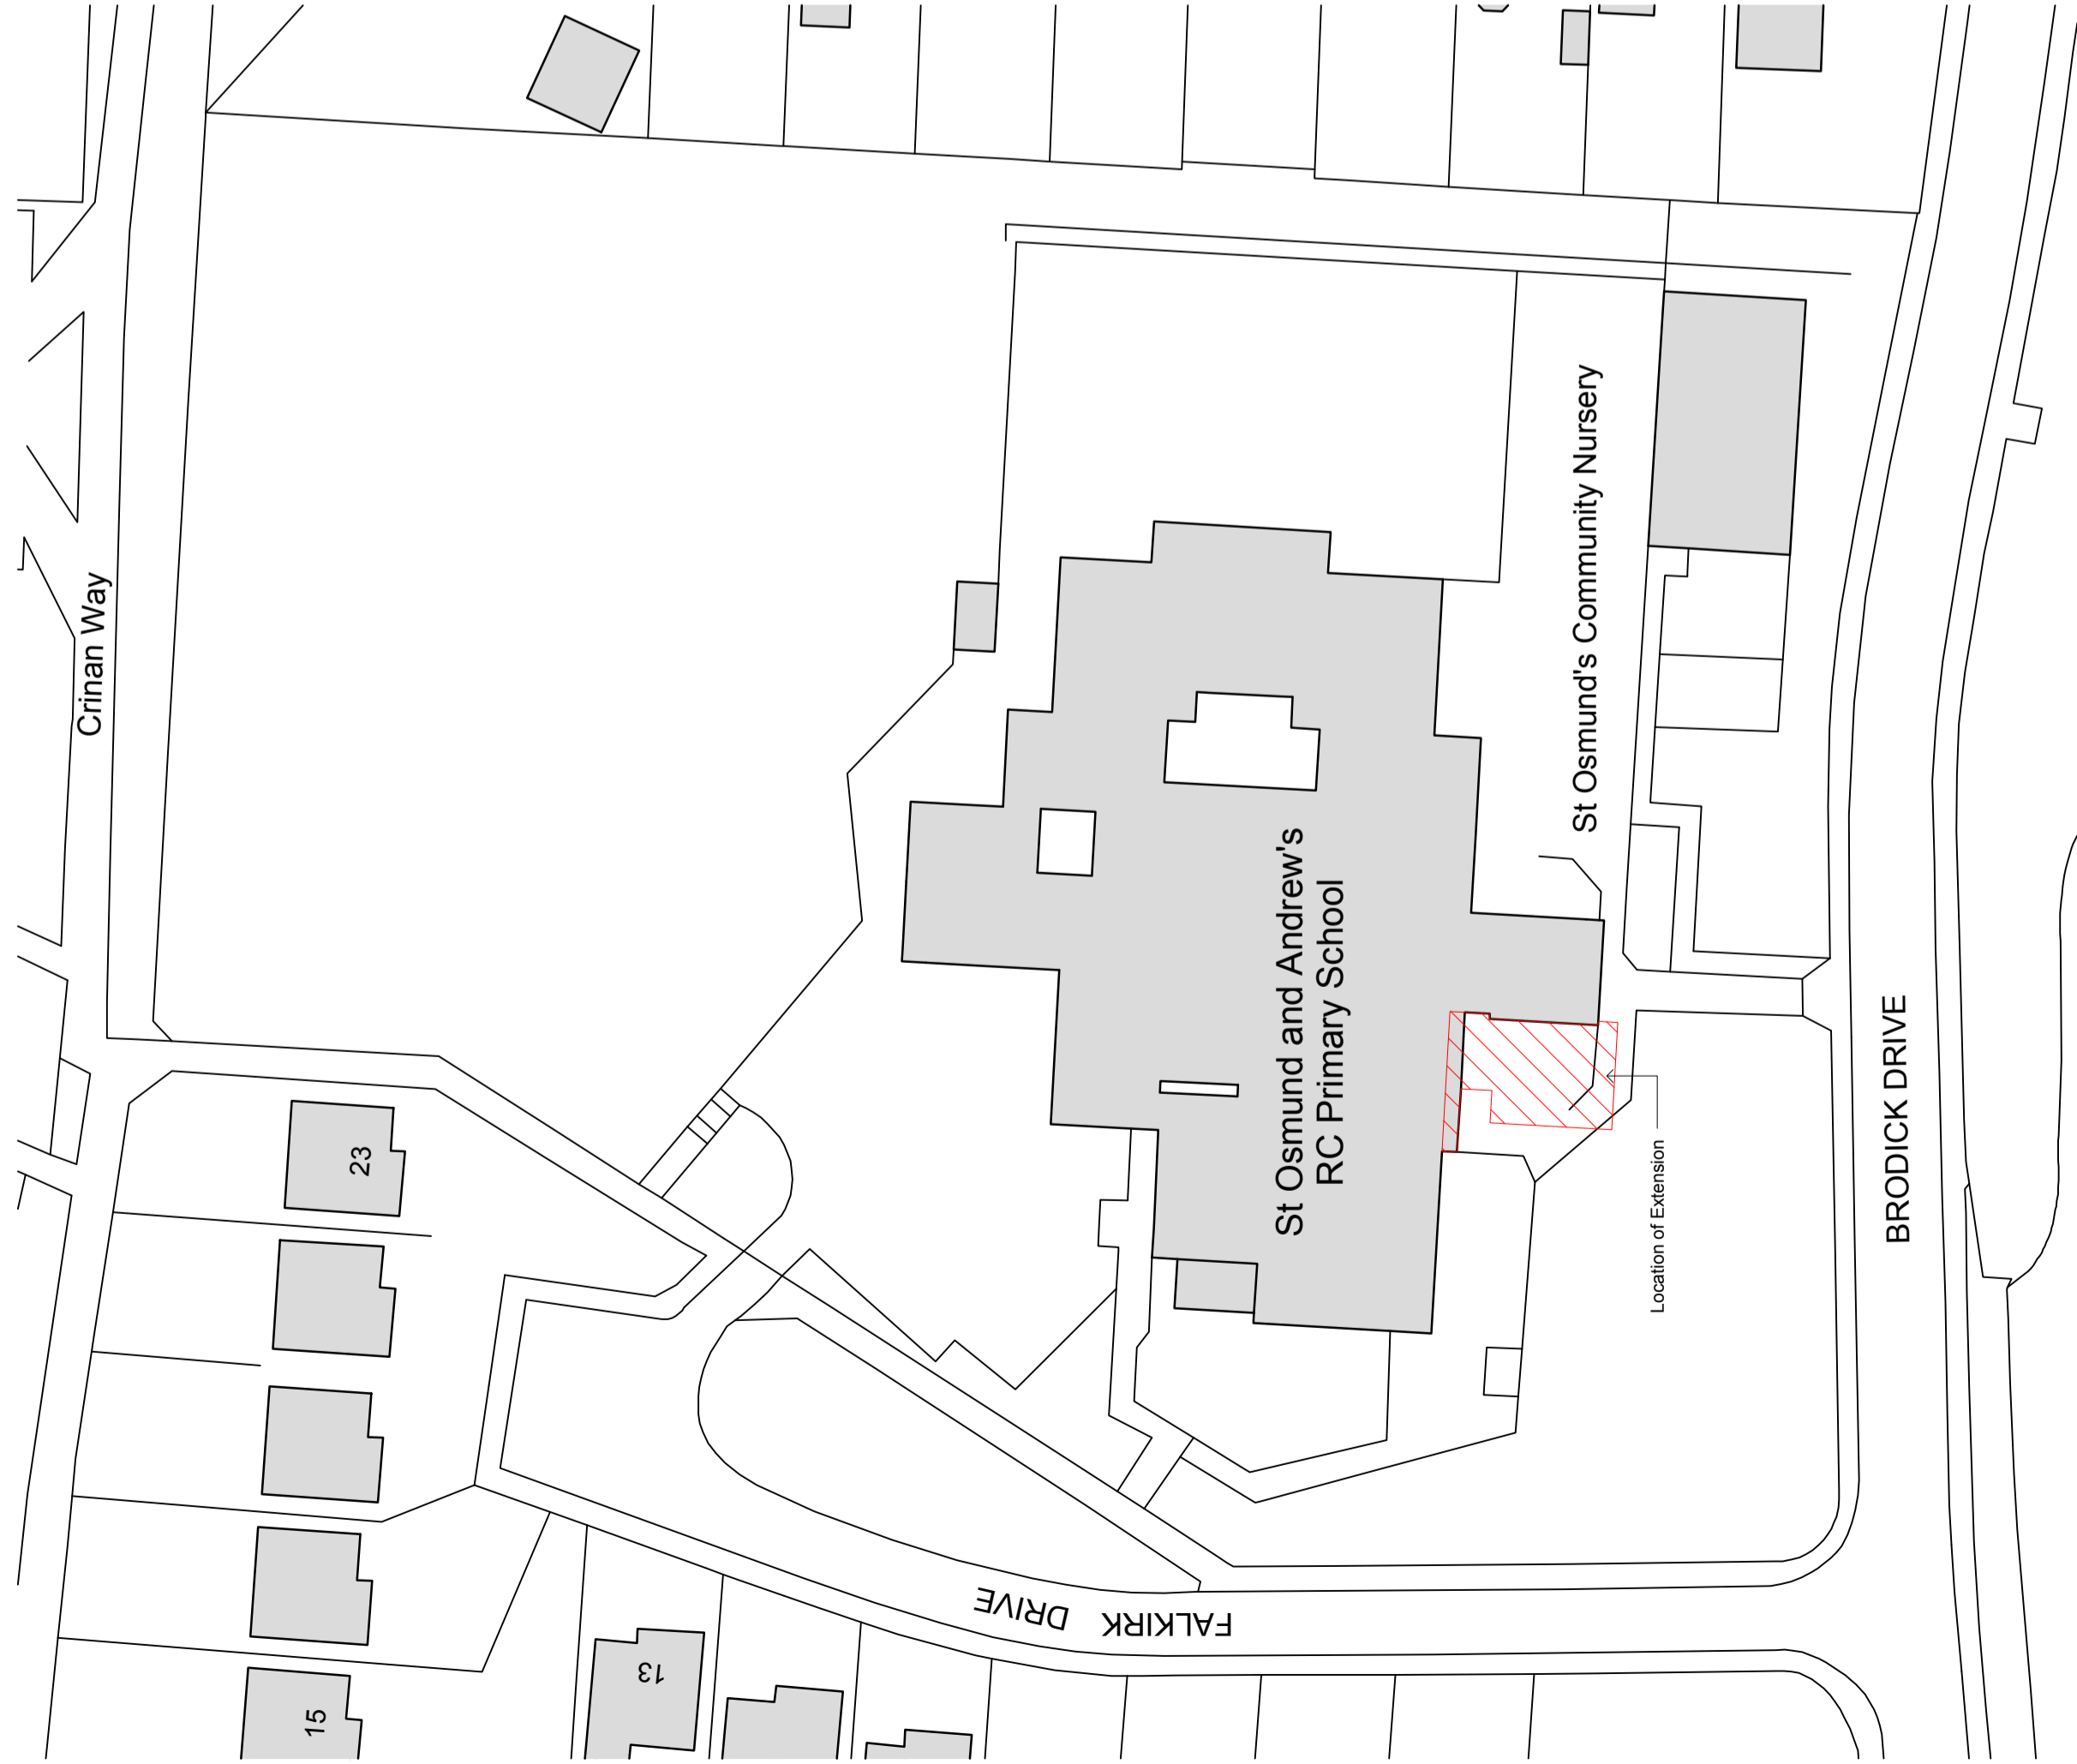 Crinan Way
St Osmund's Community Nursery
St Osmund and Andrew's
RC Primary School
BRODICK DRIVE
Location of Extension
FALKIRK DRIVE
23
13
15